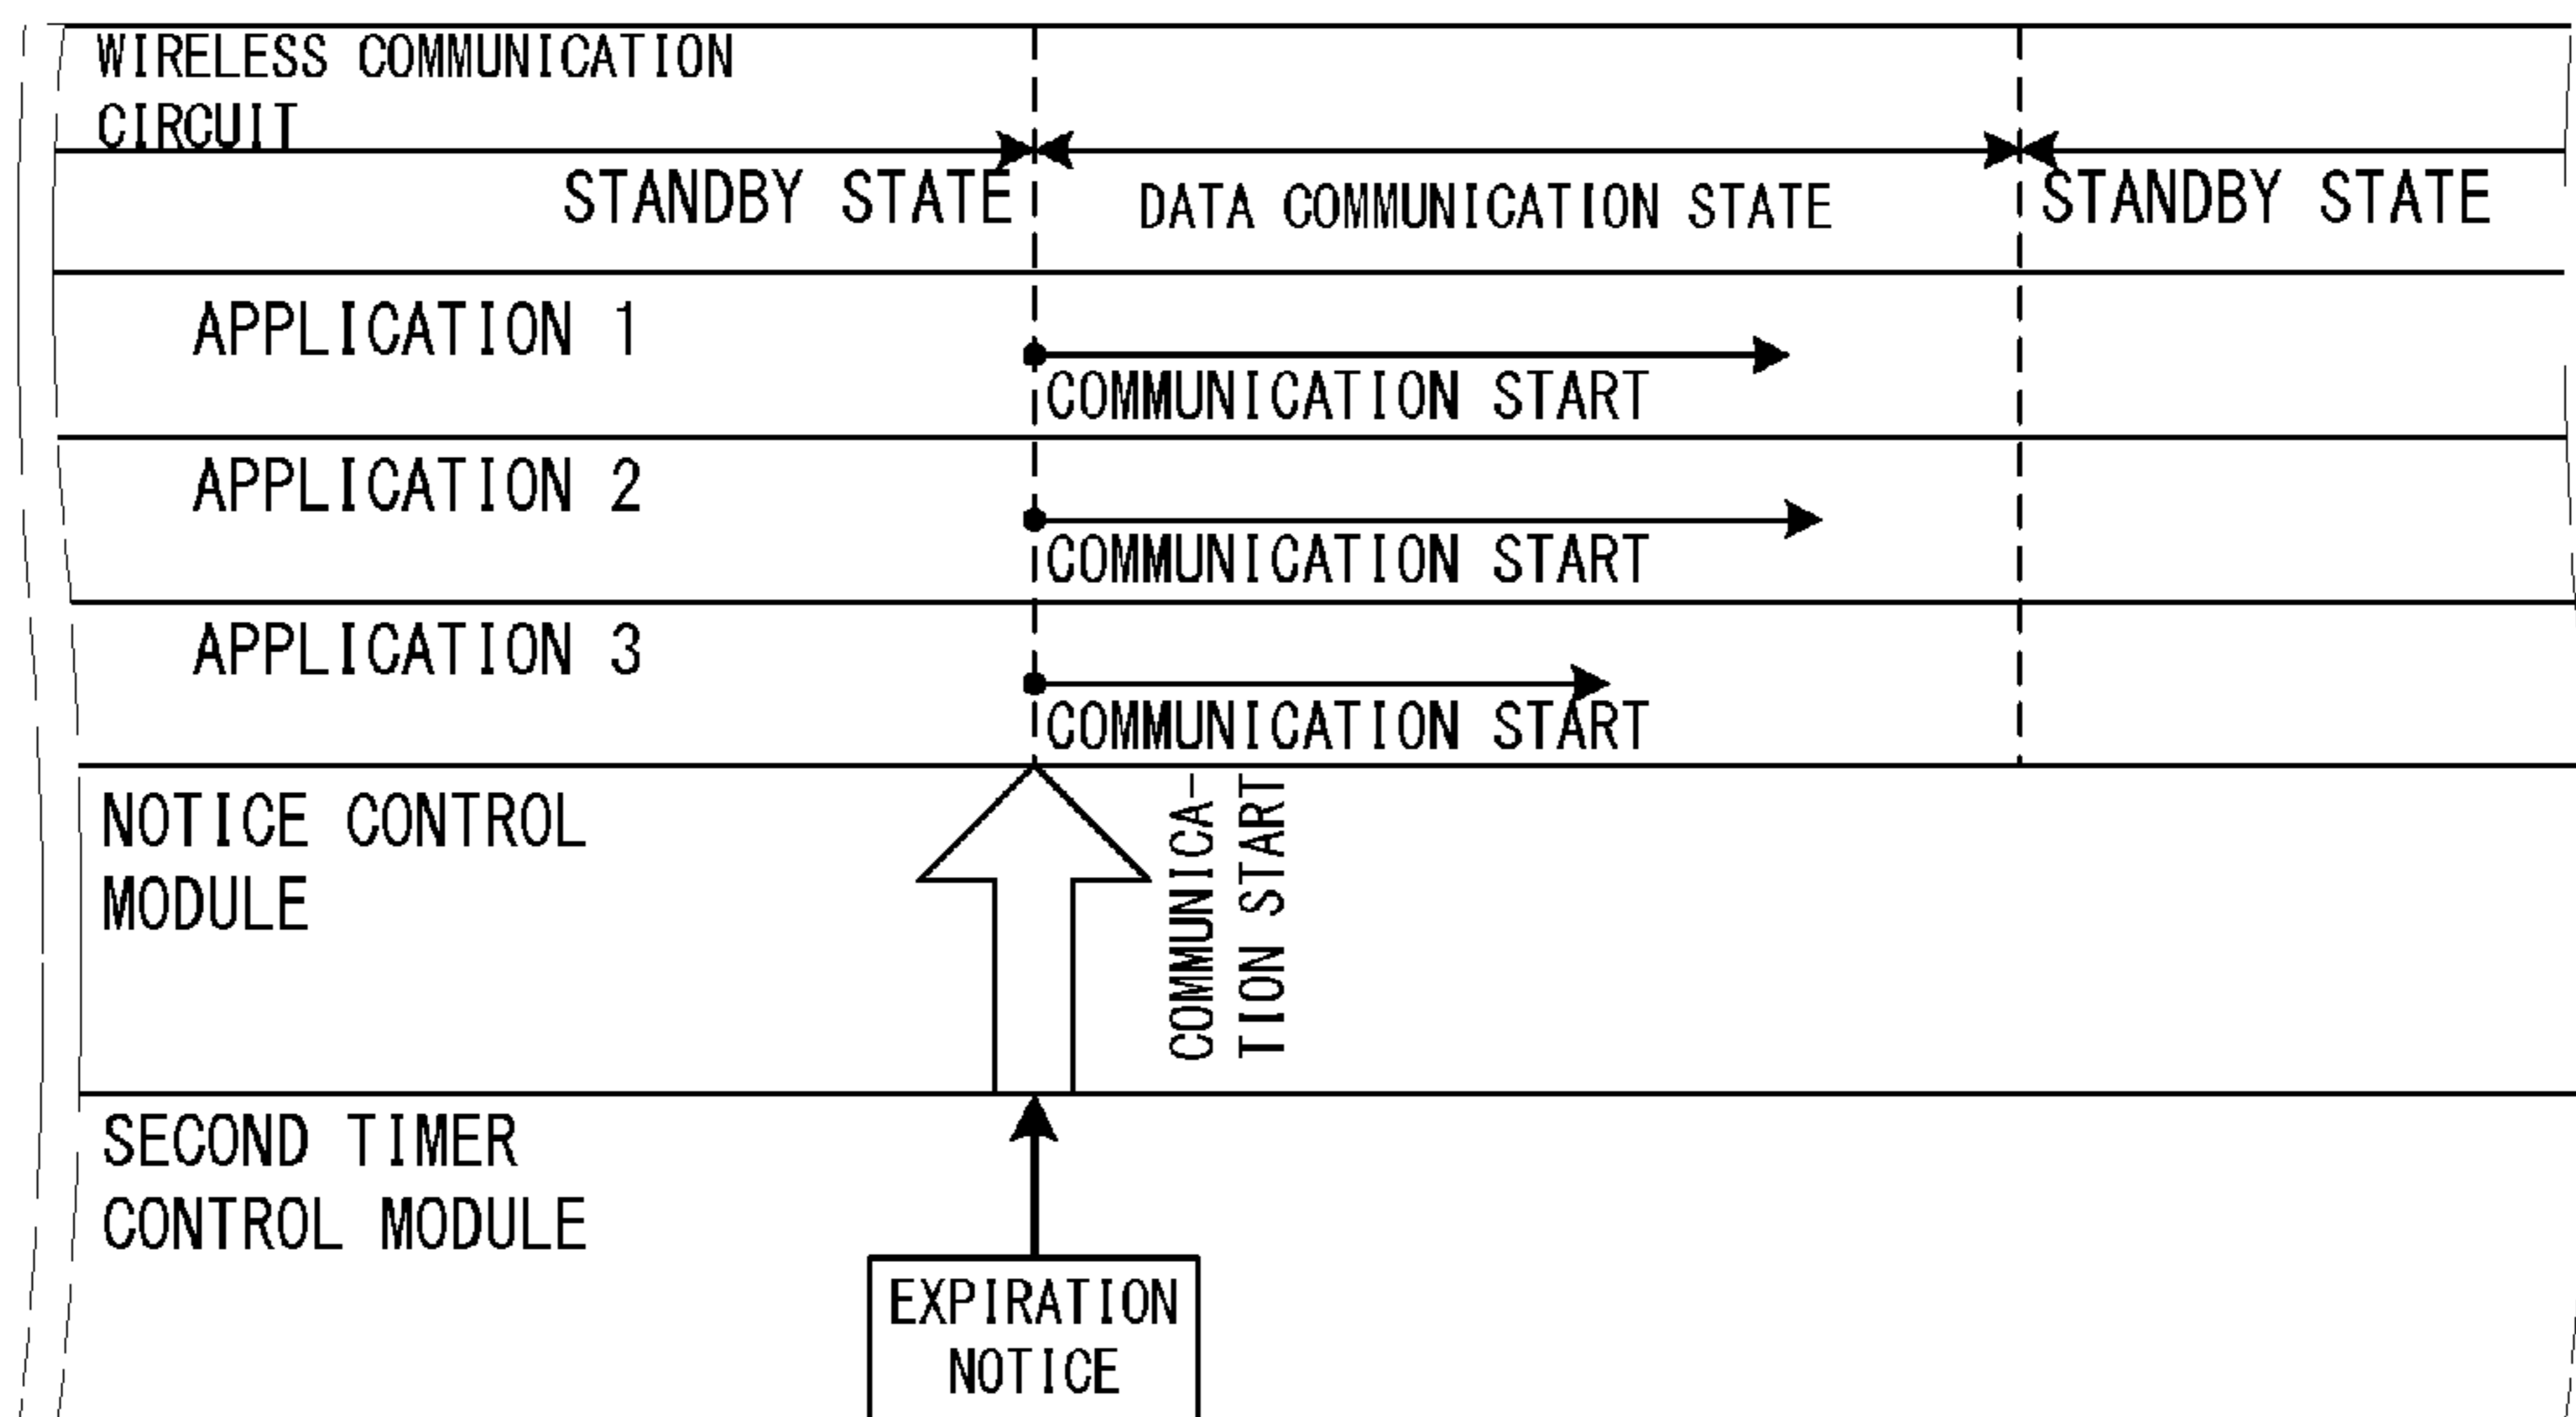 WIRELESS COMMUNICATION
CIRCUIT
STANDBY STATE
DATA COMMUNICATION STATE
STANDBY STATE
APPLICATION 1
COMMUNICATION START
APPLICATION 2
COMMUNICATION START
APPLICATION 3
COMMUNICATION START
NOTICE CONTROL
MODULE
COMMUNICA-
TION START
SECOND TIMER
CONTROL MODULE
EXPIRATION
NOTICE